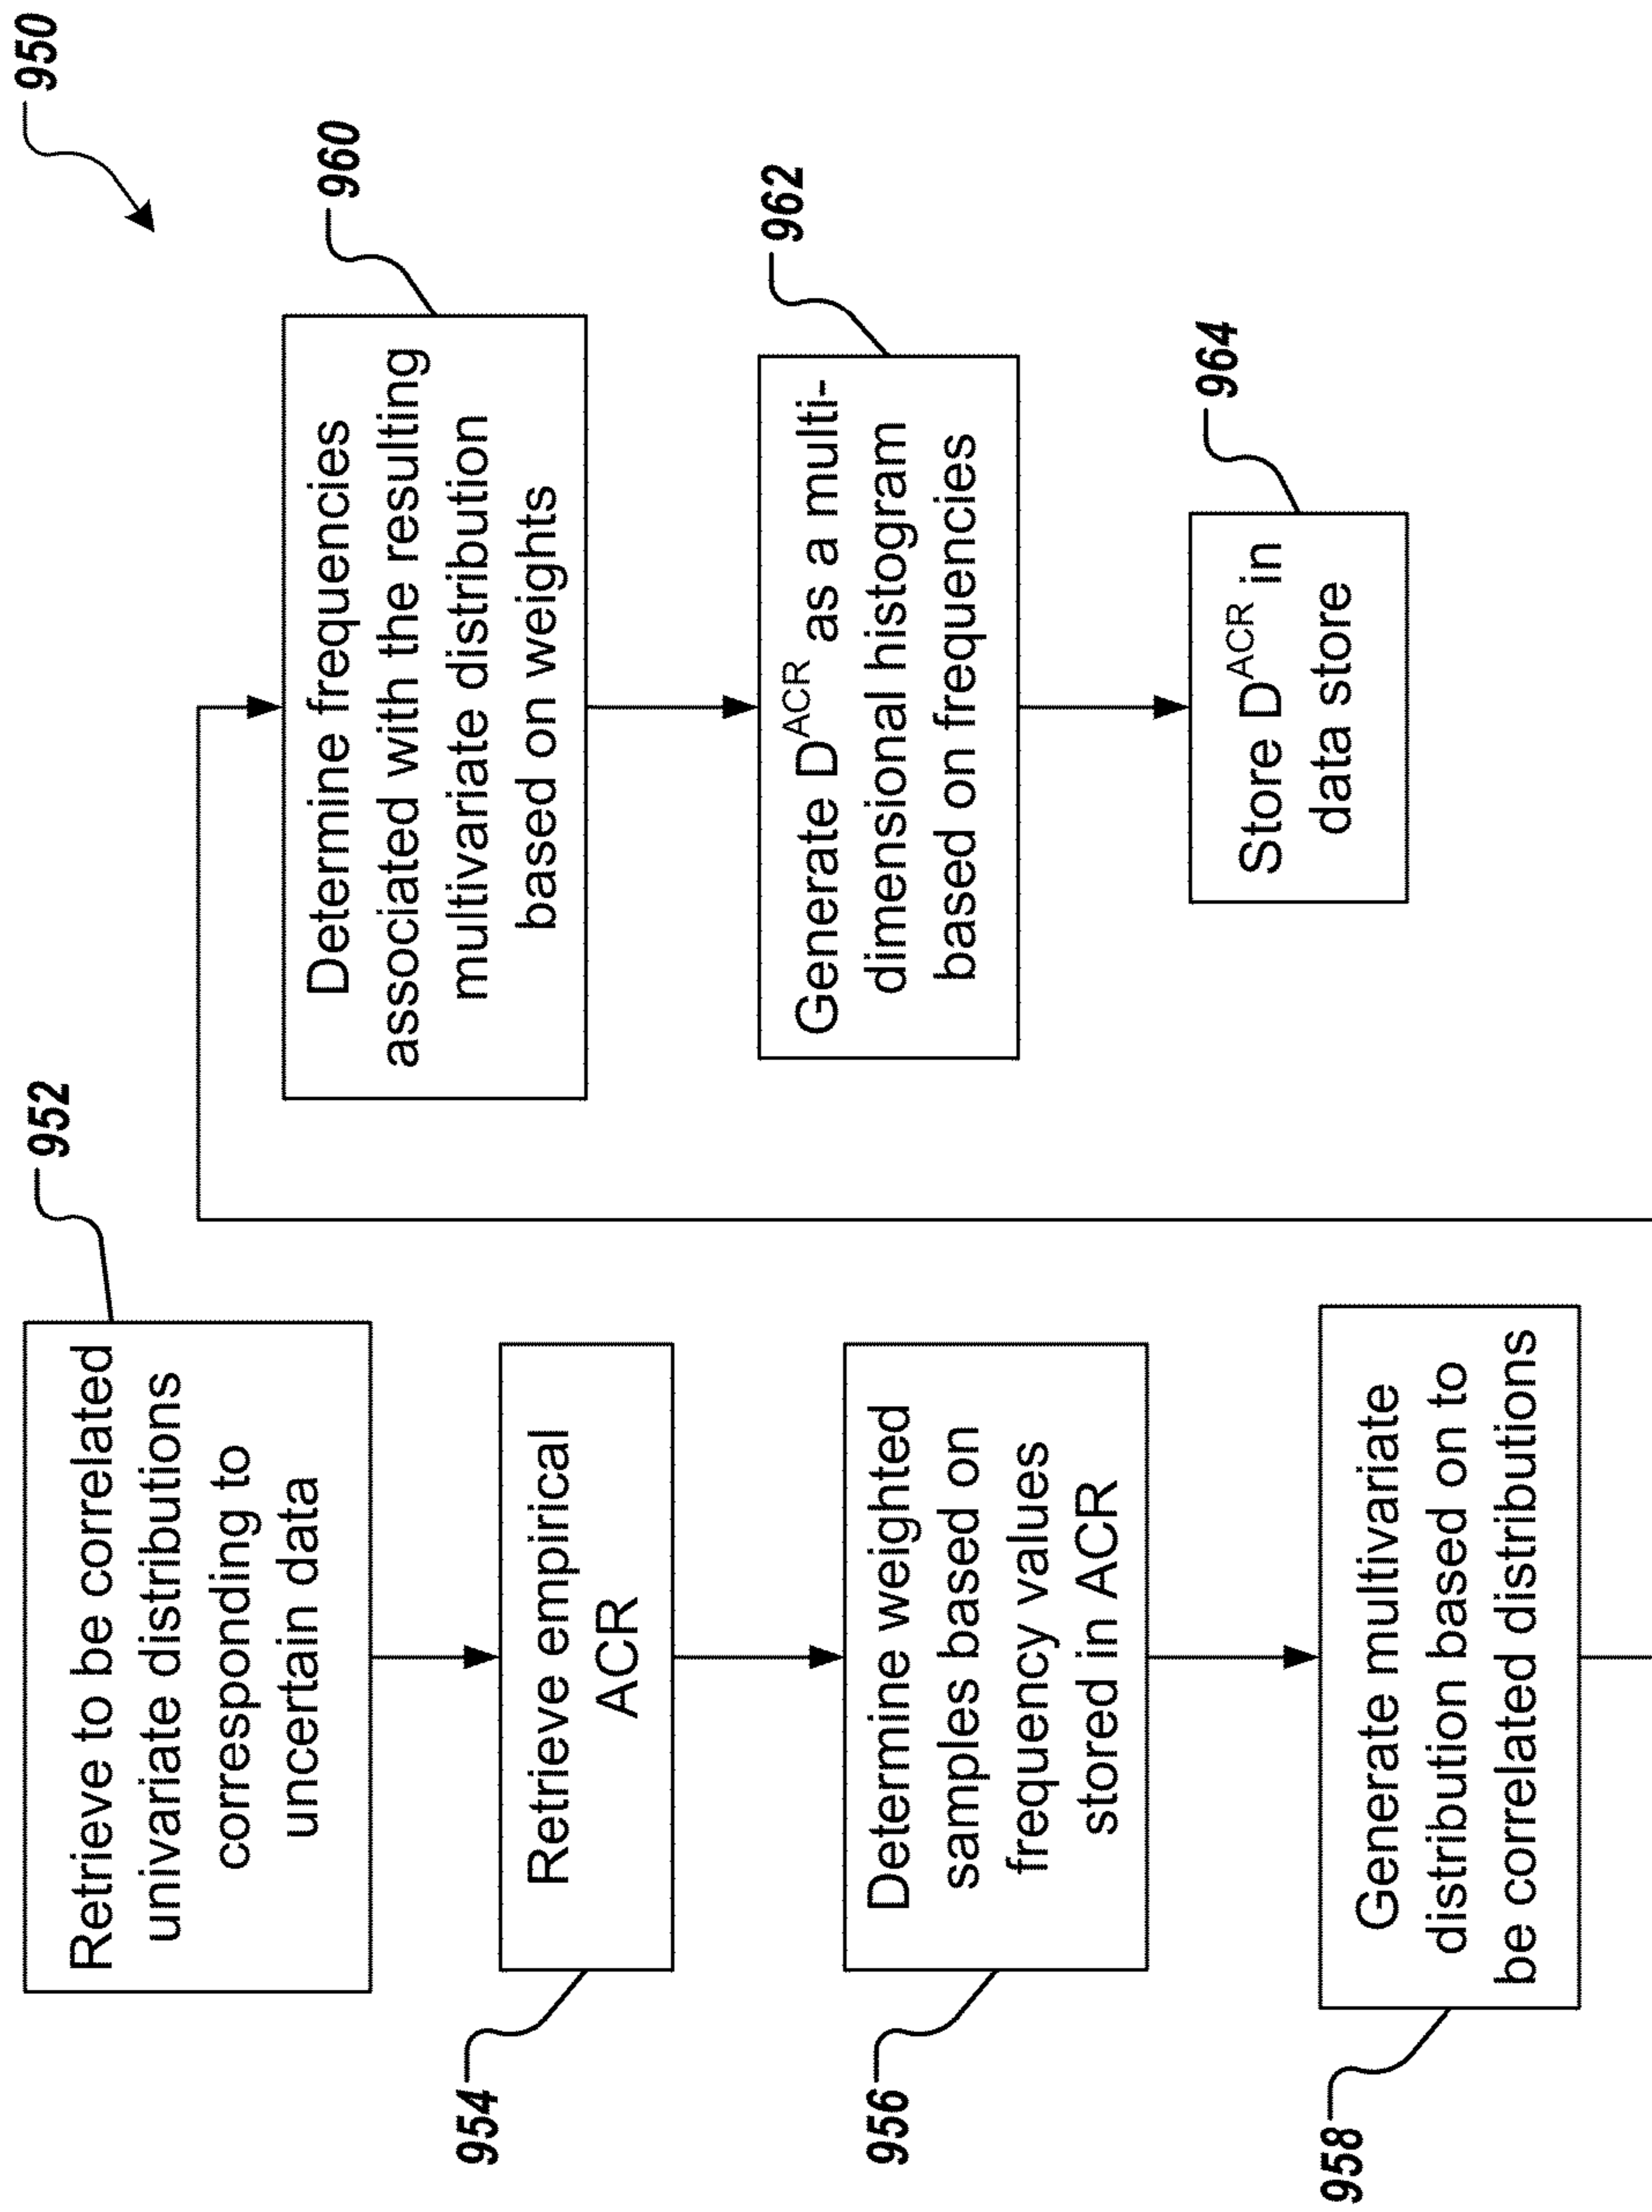 950
952
Retrieve to be correlated
univariate distributions
corresponding to
uncertain data
954
Retrieve empirical
ACR
956
Determine weighted
samples based on
frequency values
stored in ACR
958
Generate multivariate
distribution based on to
be correlated distributions
960
Determine frequencies
associated with the resulting
multivariate distribution
based on weights
962
Generate D^ACR as a multi-
dimensional histogram
based on frequencies
964
Store D^ACR in
data store